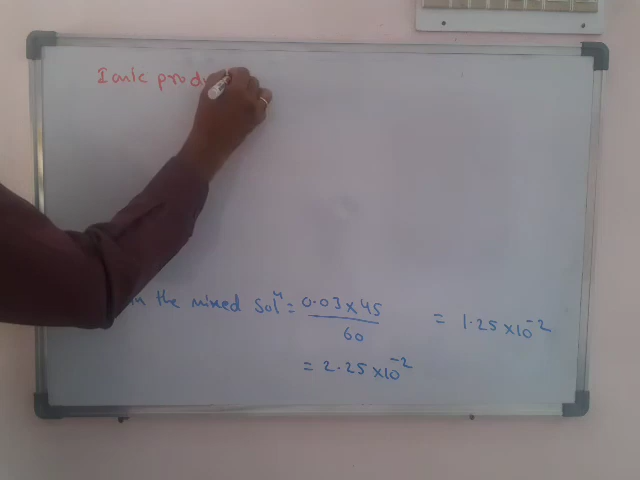 Ionic prod
the mixed solⁿ = 0.03 x 45 / 60 = 1.25 x 10⁻²
= 2.25 x 10⁻²